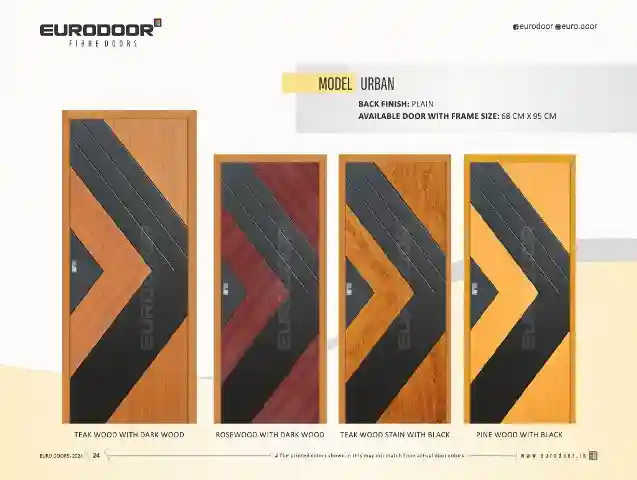 EURODOOR
FIBRE DOORS
eurodoor euro.door
MODEL URBAN
BACK FINISH: PLAIN
AVAILABLE DOOR WITH FRAME SIZE: 68 CM X 95 CM
EURODOOR
EURODOOR
EURODOOR
EURODOOR
TEAK WOOD WITH DARK WOOD
ROSEWOOD WITH DARK WOOD
TEAK WOOD STAIN WITH BLACK
PINE WOOD WITH BLACK
EURO DOORS-2024 24
The printed colors shown in this may not match from actual door colors
www.eurodoor.in